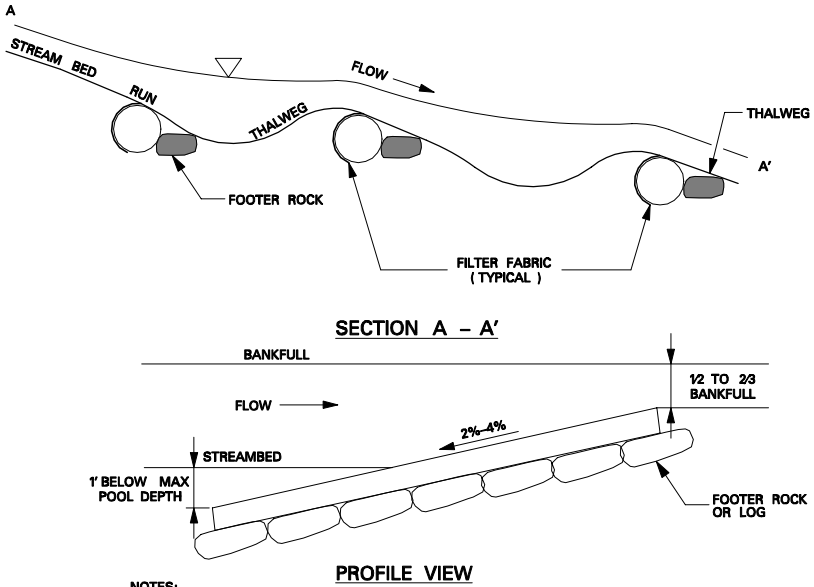 A
STREAM BED
RUN
THALWEG
FLOW
THALWEG
A'
FOOTER ROCK
FILTER FABRIC
( TYPICAL )
SECTION A – A'
BANKFULL
1/2 TO 2/3
BANKFULL
FLOW
2%-4%
STREAMBED
1' BELOW MAX
POOL DEPTH
FOOTER ROCK
OR LOG
PROFILE VIEW
NOTES: